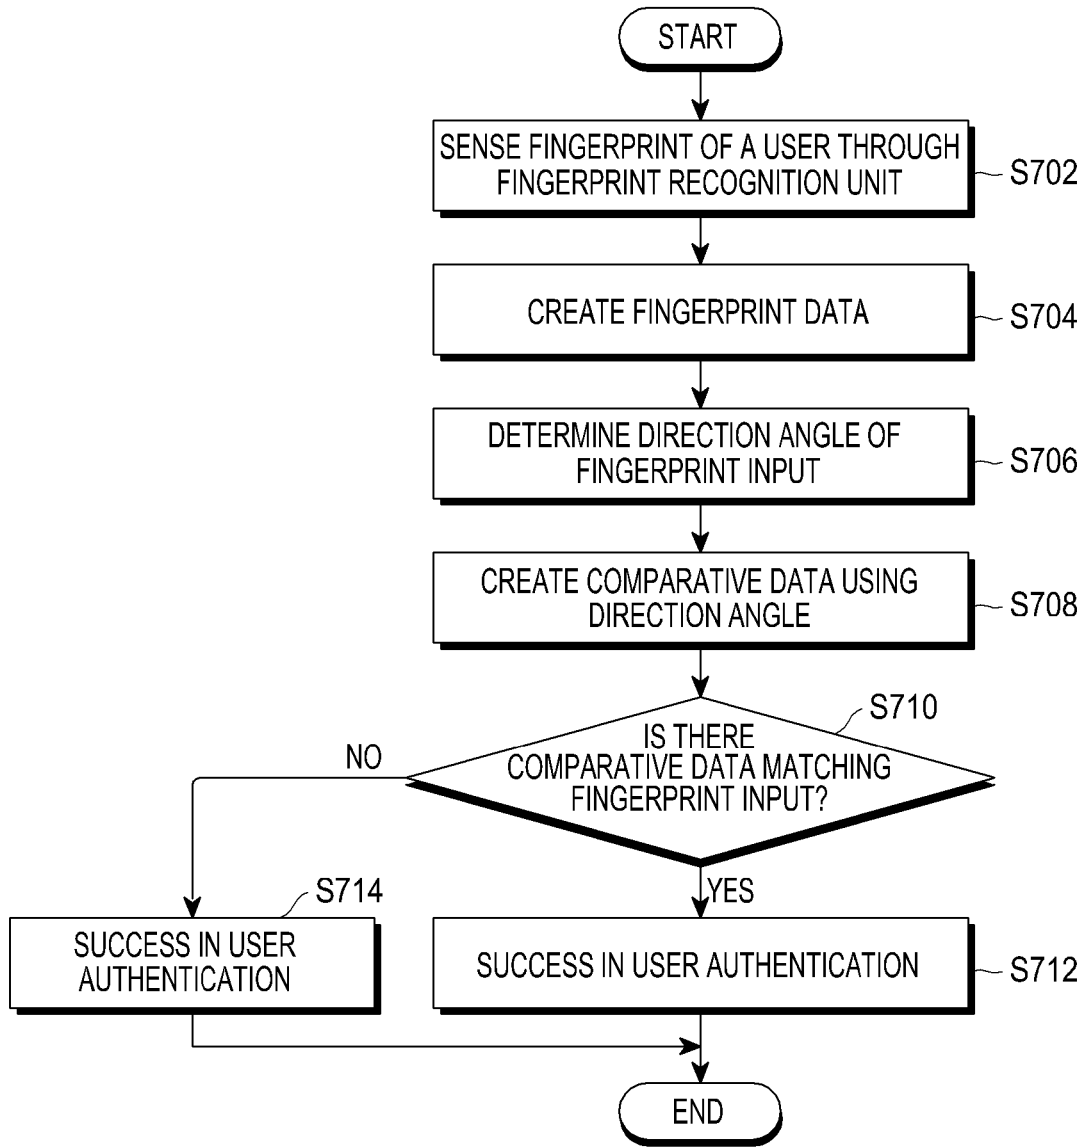 START
SENSE FINGERPRINT OF A USER THROUGH
FINGERPRINT RECOGNITION UNIT
S702
CREATE FINGERPRINT DATA
S704
DETERMINE DIRECTION ANGLE OF
FINGERPRINT INPUT
S706
CREATE COMPARATIVE DATA USING
DIRECTION ANGLE
S708
S710
IS THERE
COMPARATIVE DATA MATCHING
FINGERPRINT INPUT?
NO
YES
S714
SUCCESS IN USER
AUTHENTICATION
SUCCESS IN USER AUTHENTICATION
S712
END